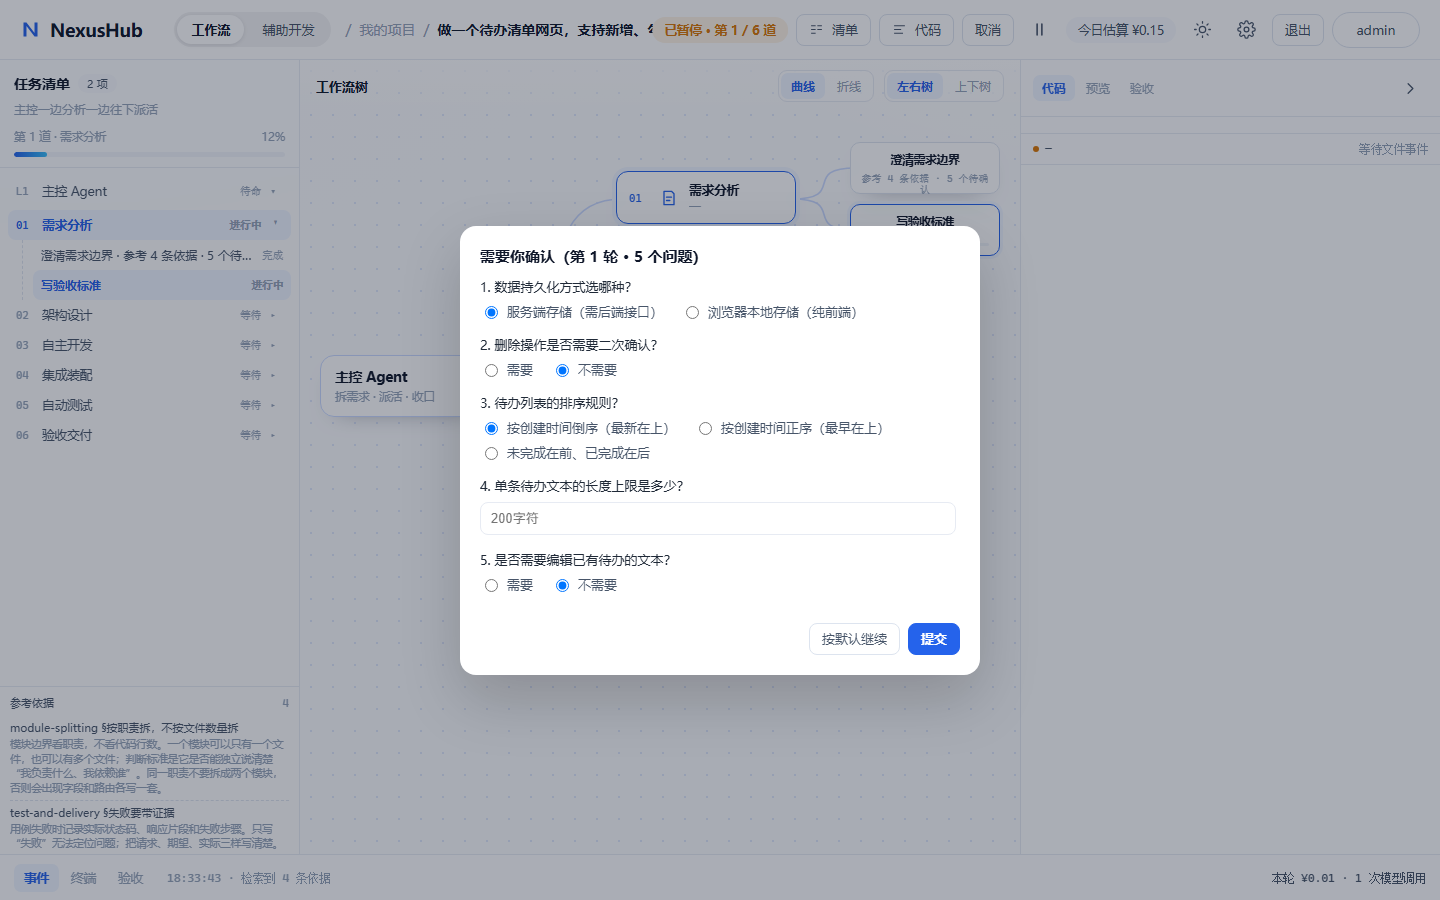 NexusHub
工作流
辅助开发
/ 我的项目 / 做一个待办清单网页，支持新增、
已暂停 • 第 1 / 6 道
清单
代码
取消
今日估算 ¥0.15
退出
admin
任务清单 2 项
主控一边分析一边往下派活
第 1 道 · 需求分析 12%
L1 主控 Agent 待命
01 需求分析 进行中
澄清需求边界 · 参考 4 条依据 · 5 个待... 完成
写验收标准 进行中
02 架构设计 等待
03 自主开发 等待
04 集成装配 等待
05 自动测试 等待
06 验收交付 等待
参考依据 4
module-splitting §按职责拆，不按文件数量拆
模块边界看职责，不看代码行数。一个模块可以只有一个文
件，也可以有多个文件；判断标准是它是否能独立说清楚
“我负责什么、我依赖谁”。同一职责不要拆成两个模块，
否则会出现字段和路由各写一套。
test-and-delivery §失败要带证据
用例失败时记录实际状态码、响应片段和失败步骤。只写
“失败”无法定位问题；把请求、期望、实际三样写清楚。
工作流树
曲线
折线
左右树
上下树
01 需求分析
—
澄清需求边界
参考 4 条依据 · 5 个待确
认
写验收标准
主控 Agent
拆需求 · 派活 · 收口
需要你确认（第 1 轮 • 5 个问题）
1. 数据持久化方式选哪种？
服务端存储（需后端接口）
浏览器本地存储（纯前端）
2. 删除操作是否需要二次确认？
需要
不需要
3. 待办列表的排序规则？
按创建时间倒序（最新在上）
按创建时间正序（最早在上）
未完成在前、已完成在后
4. 单条待办文本的长度上限是多少？
200字符
5. 是否需要编辑已有待办的文本？
需要
不需要
按默认继续
提交
代码
预览
验收
– 等待文件事件
事件
终端
验收
18:33:43 · 检索到 4 条依据
本轮 ¥0.01 · 1 次模型调用